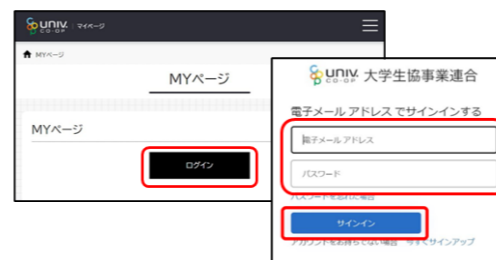 UNIV. CO-OP マイページ
MYページ
MYページ
MYページ
ログイン
UNIV. CO-OP 大学生協事業連合
電子メール アドレス でサインインする
電子メール アドレス
パスワード
パスワードを忘れた場合
サインイン
アカウントをお持ちでない場合 今すぐサインアップ